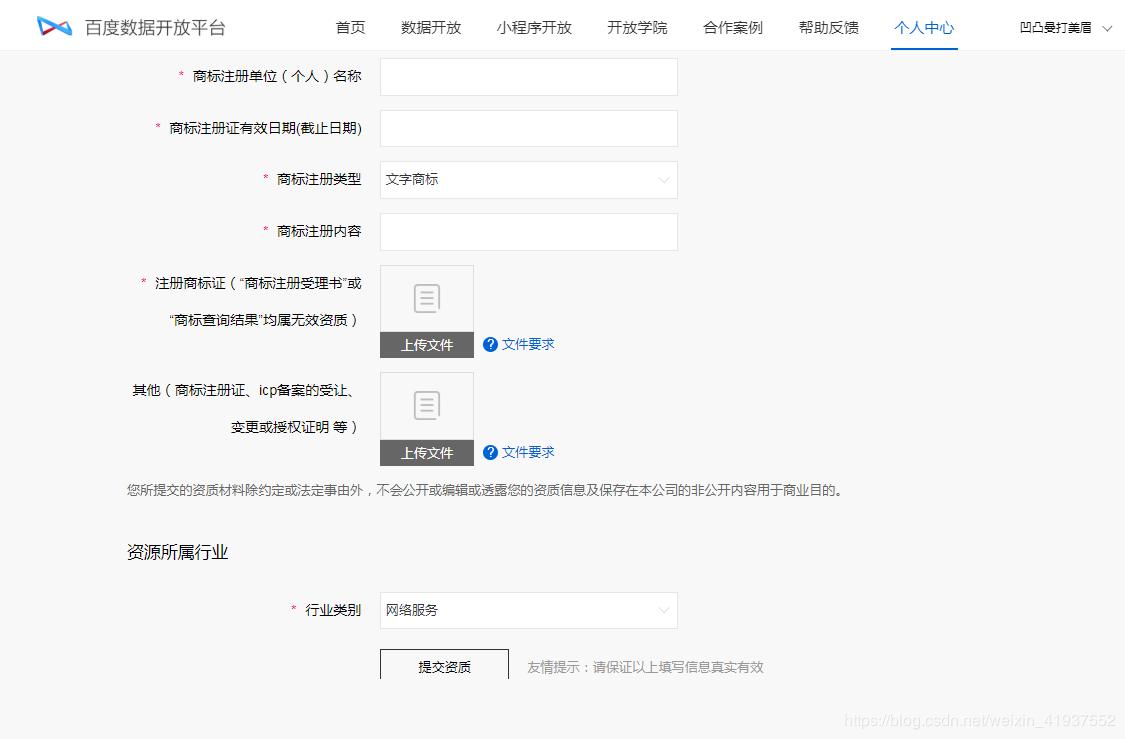 百度数据开放平台 首页 数据开放 小程序开放 开放学院 合作案例 帮助反馈 个人中心 凹凸曼打美眉
* 商标注册单位（个人）名称
* 商标注册证有效日期(截止日期)
* 商标注册类型 文字商标
* 商标注册内容
* 注册商标证（“商标注册受理书”或
“商标查询结果”均属无效资质）
上传文件 ? 文件要求
其他（商标注册证、icp备案的受让、
变更或授权证明 等）
上传文件 ? 文件要求
您所提交的资质材料除约定或法定事由外，不会公开或编辑或透露您的资质信息及保存在本公司的非公开内容用于商业目的。
资源所属行业
* 行业类别 网络服务
提交资质 友情提示：请保证以上填写信息真实有效
https://blog.csdn.net/weixin_41937552